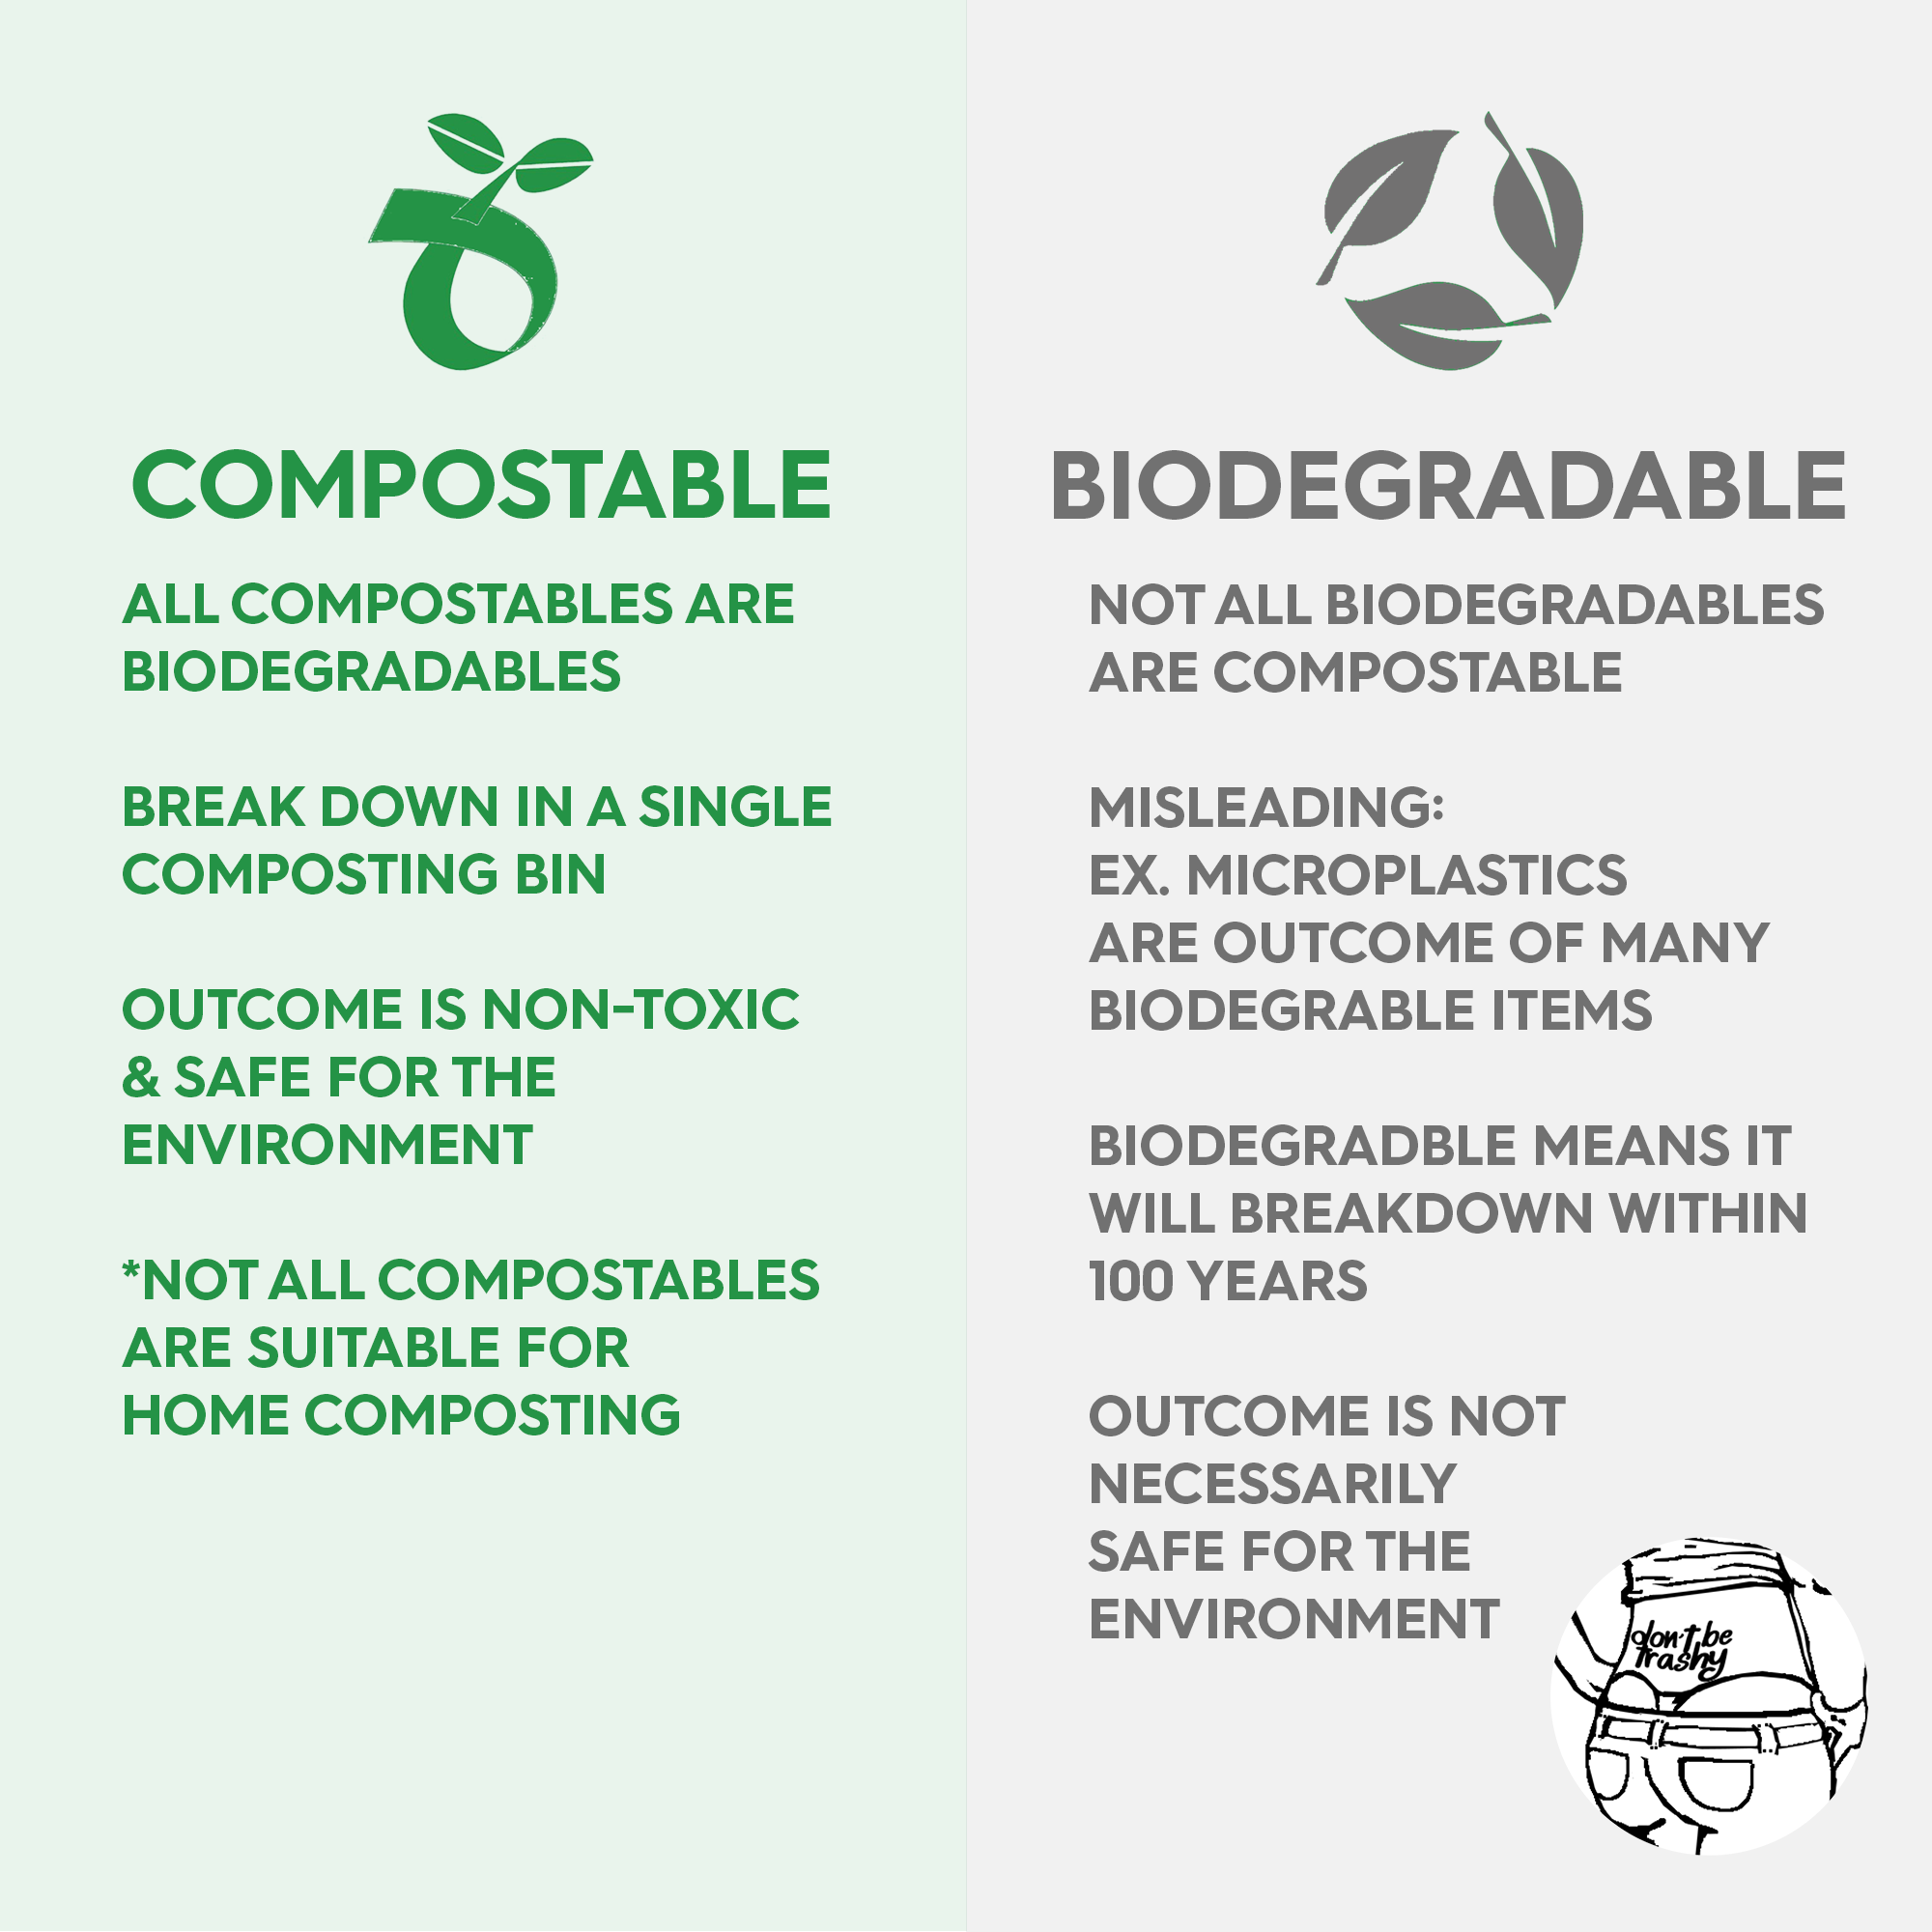 COMPOSTABLE
ALL COMPOSTABLES ARE
BIODEGRADABLES
BREAK DOWN IN A SINGLE
COMPOSTING BIN
OUTCOME IS NON-TOXIC
& SAFE FOR THE
ENVIRONMENT
*NOT ALL COMPOSTABLES
ARE SUITABLE FOR
HOME COMPOSTING
BIODEGRADABLE
NOT ALL BIODEGRADABLES
ARE COMPOSTABLE
MISLEADING:
EX. MICROPLASTICS
ARE OUTCOME OF MANY
BIODEGRABLE ITEMS
BIODEGRADBLE MEANS IT
WILL BREAKDOWN WITHIN
100 YEARS
OUTCOME IS NOT
NECESSARILY
SAFE FOR THE
ENVIRONMENT
don't be
trashy